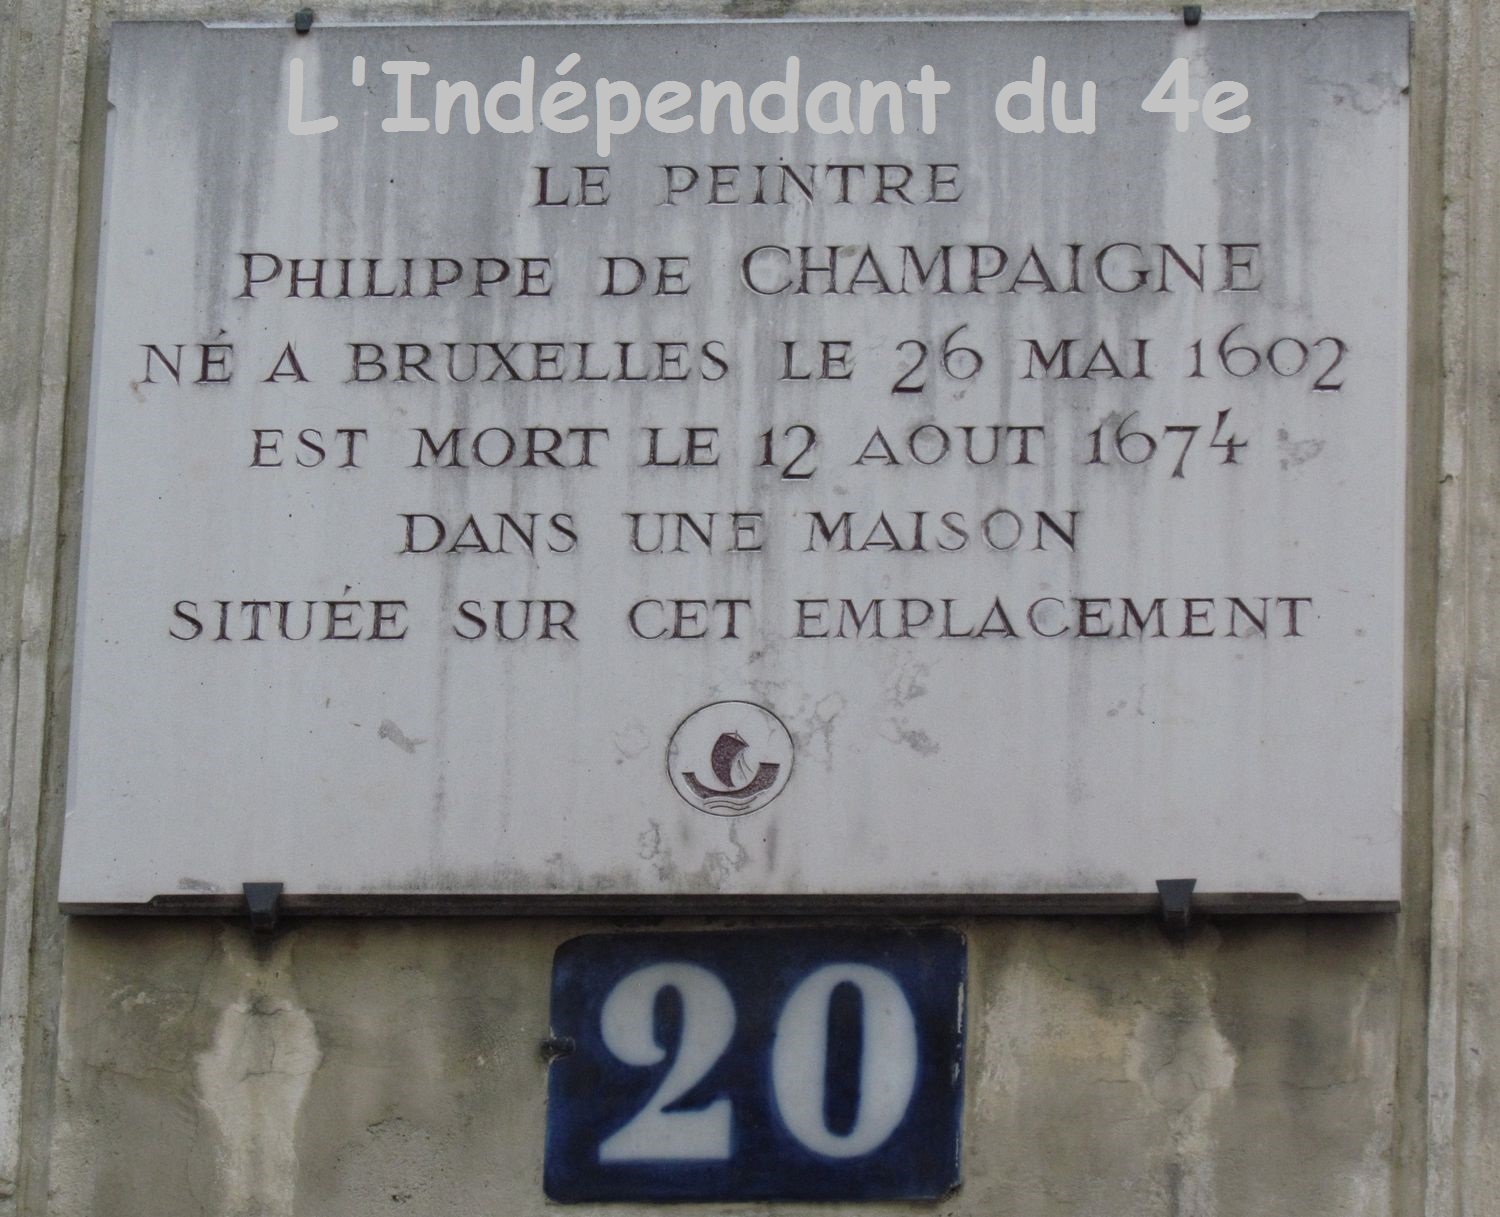 L'Indépendant du 4e
LE PEINTRE
PHILIPPE DE CHAMPAIGNE
NÉ A BRUXELLES LE 26 MAI 1602
EST MORT LE 12 AOUT 1674
DANS UNE MAISON
SITUÉE SUR CET EMPLACEMENT
20